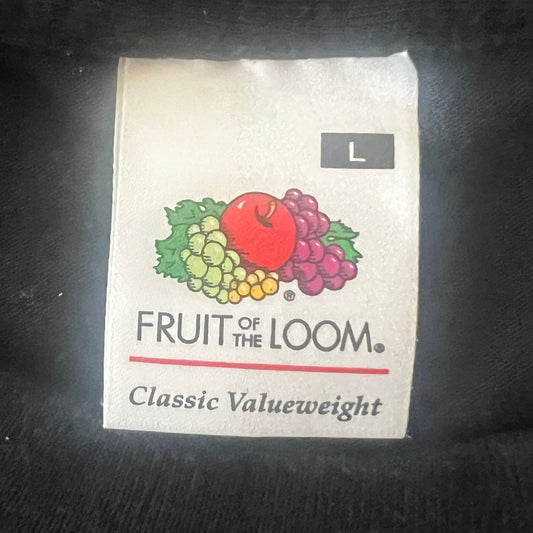 L
®
FRUIT OF THE LOOM®
Classic Valueweight